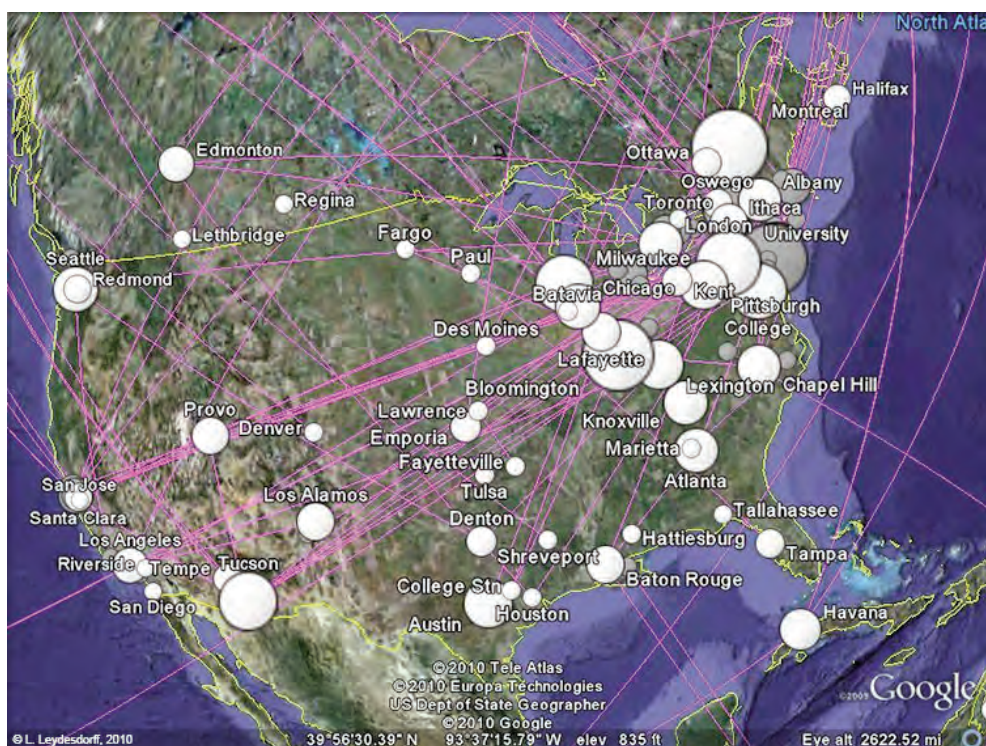 North Atla
Halifax
Montreal
Edmonton
Ottawa
Oswego
Albany
Regina
Toronto
Ithaca
Lethbridge
Fargo
London
University
Seattle
Paul
Milwaukee
Redmond
Chicago
Kent
Batavia
Pittsburgh
Des Moines
College
Lafayette
Bloomington
Lexington
Chapel Hill
Provo
Lawrence
Denver
Emporia
Knoxville
Marietta
Fayetteville
Atlanta
San Jose
Tulsa
Los Alamos
Santa Clara
Denton
Tallahassee
Los Angeles
Hattiesburg
Shreveport
Tampa
Riverside
Tempe
Tucson
Baton Rouge
College Stn
San Diego
Houston
Havana
Austin
© 2010 Tele Atlas
© 2010 Europa Technologies
US Dept of State Geographer
© 2010 Google
©2009 Google
© L. Leydesdorff, 2010
39°56'30.39" N 93°37'15.79" W elev 835 ft
Eye alt 2622.52 mi